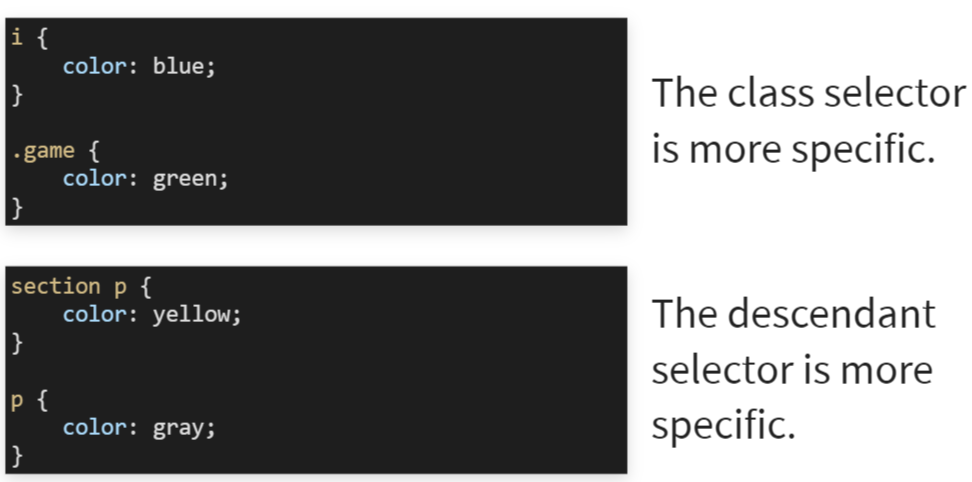 i {
    color: blue;
}
.game {
    color: green;
}
The class selector
is more specific.
section p {
    color: yellow;
}
p {
    color: gray;
}
The descendant
selector is more
specific.